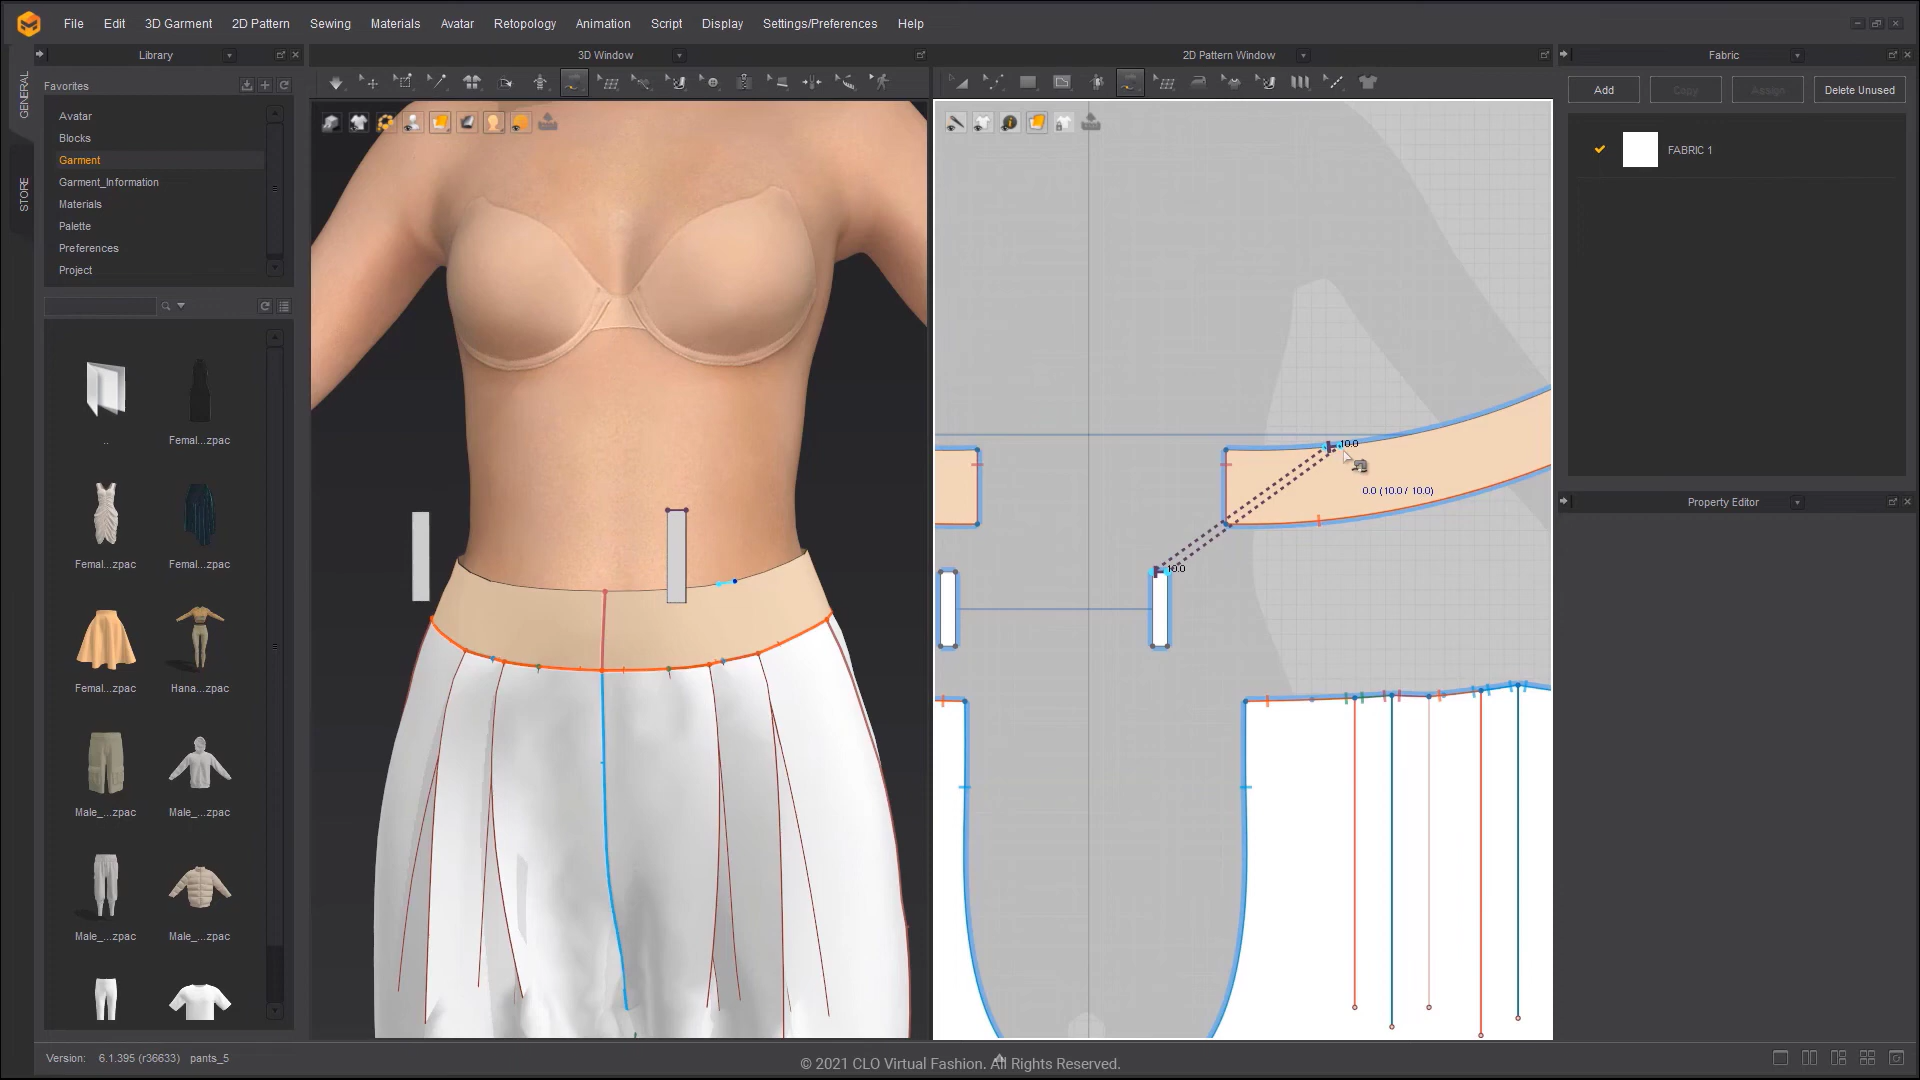 File Edit 3D Garment 2D Pattern Sewing Materials Avatar Retopology Animation Script Display Settings/Preferences Help
Library
3D Window
2D Pattern Window
Fabric
GENERAL
STORE
Favorites
Avatar
Blocks
Garment
Garment_Information
Materials
Palette
Preferences
Project
Add Copy Assign Delete Unused
FABRIC 1
..
Femal...zpac
Femal...zpac
Femal...zpac
Femal...zpac
Hana...zpac
Male_...zpac
Male_...zpac
Male_...zpac
Male_...zpac
10.0
0.0 (10.0 / 10.0)
10.0
Property Editor
Version: 6.1.395 (r36633) pants_5
© 2021 CLO Virtual Fashion. All Rights Reserved.